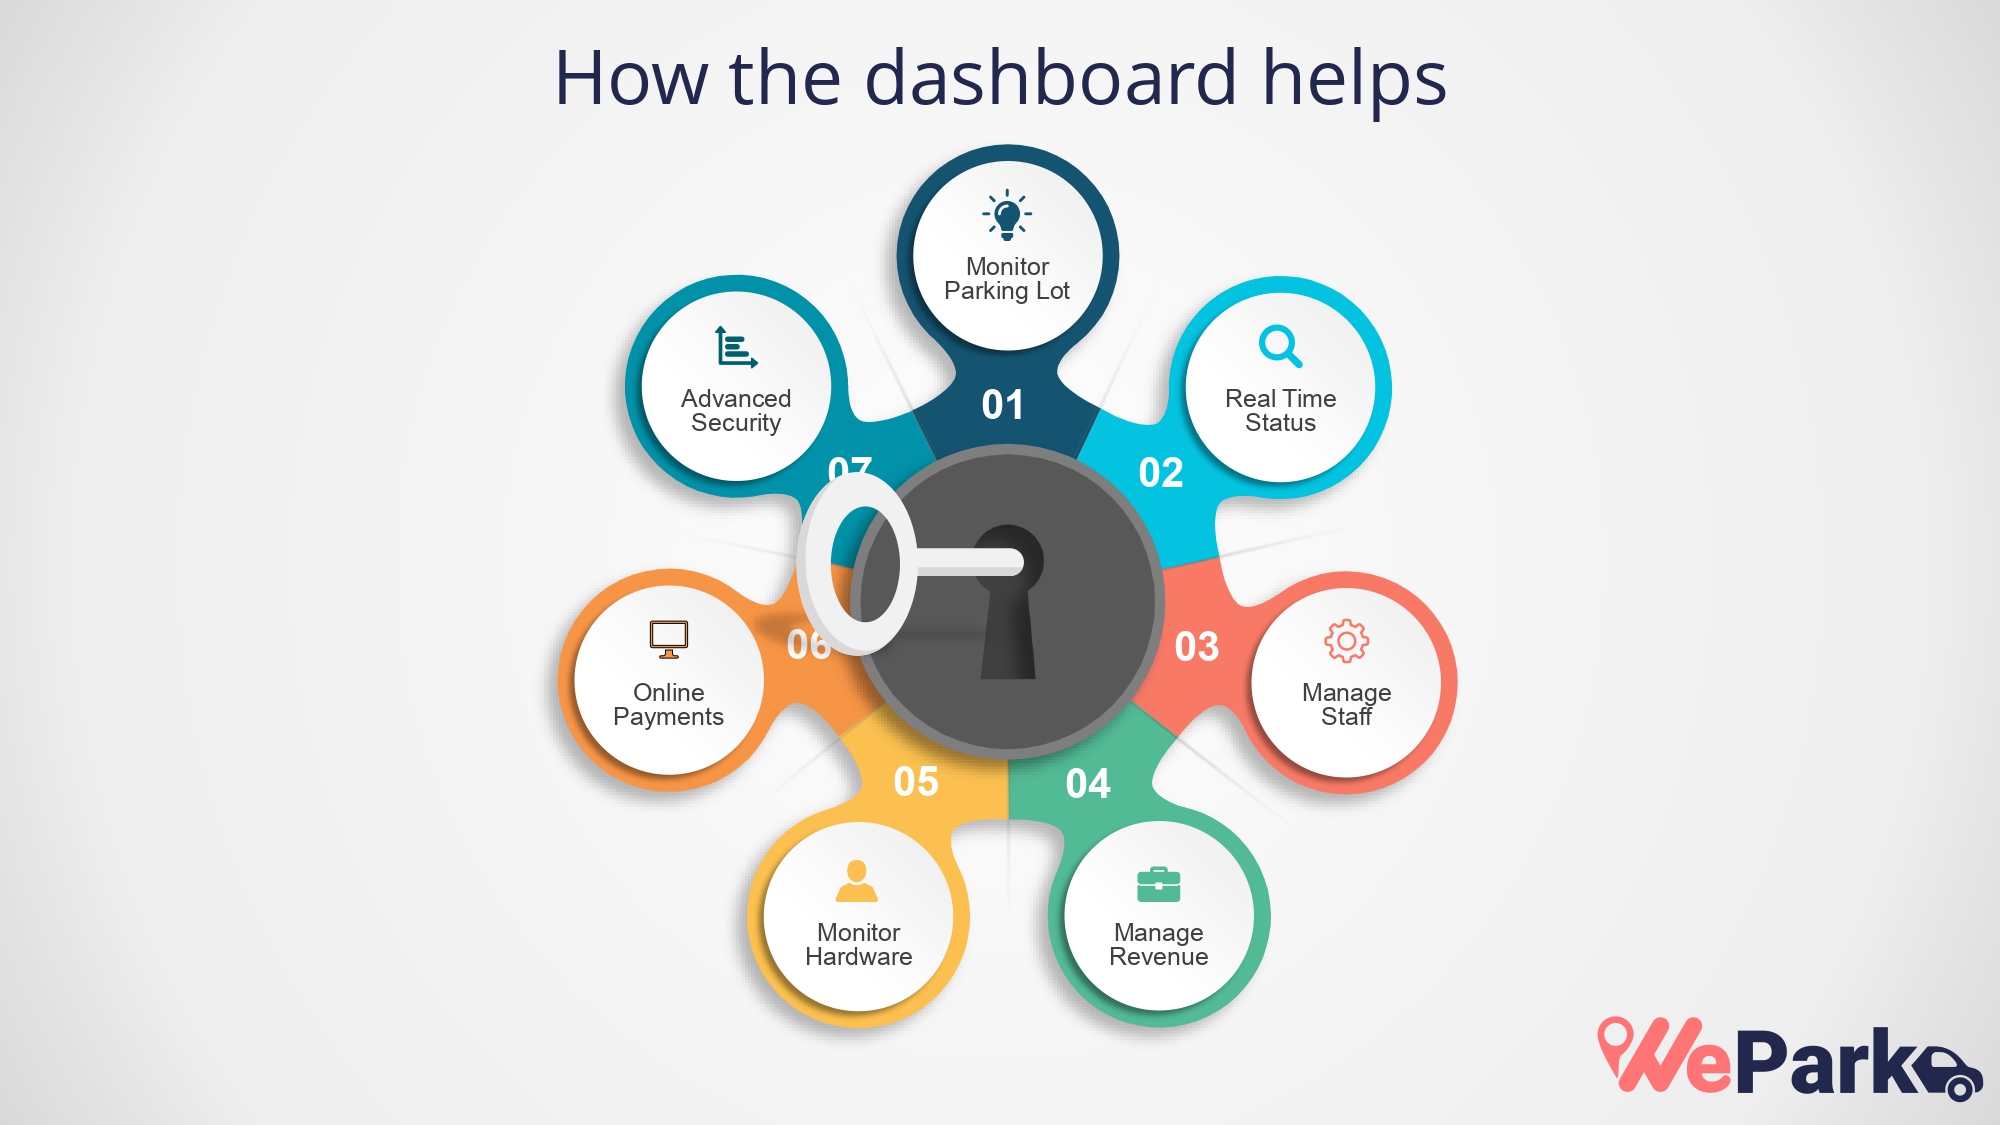 How the dashboard helps
Monitor
Parking Lot
01
Real Time
Status
02
Manage
Staff
03
Manage
Revenue
04
Monitor
Hardware
05
Online
Payments
06
Advanced
Security
07
WePark